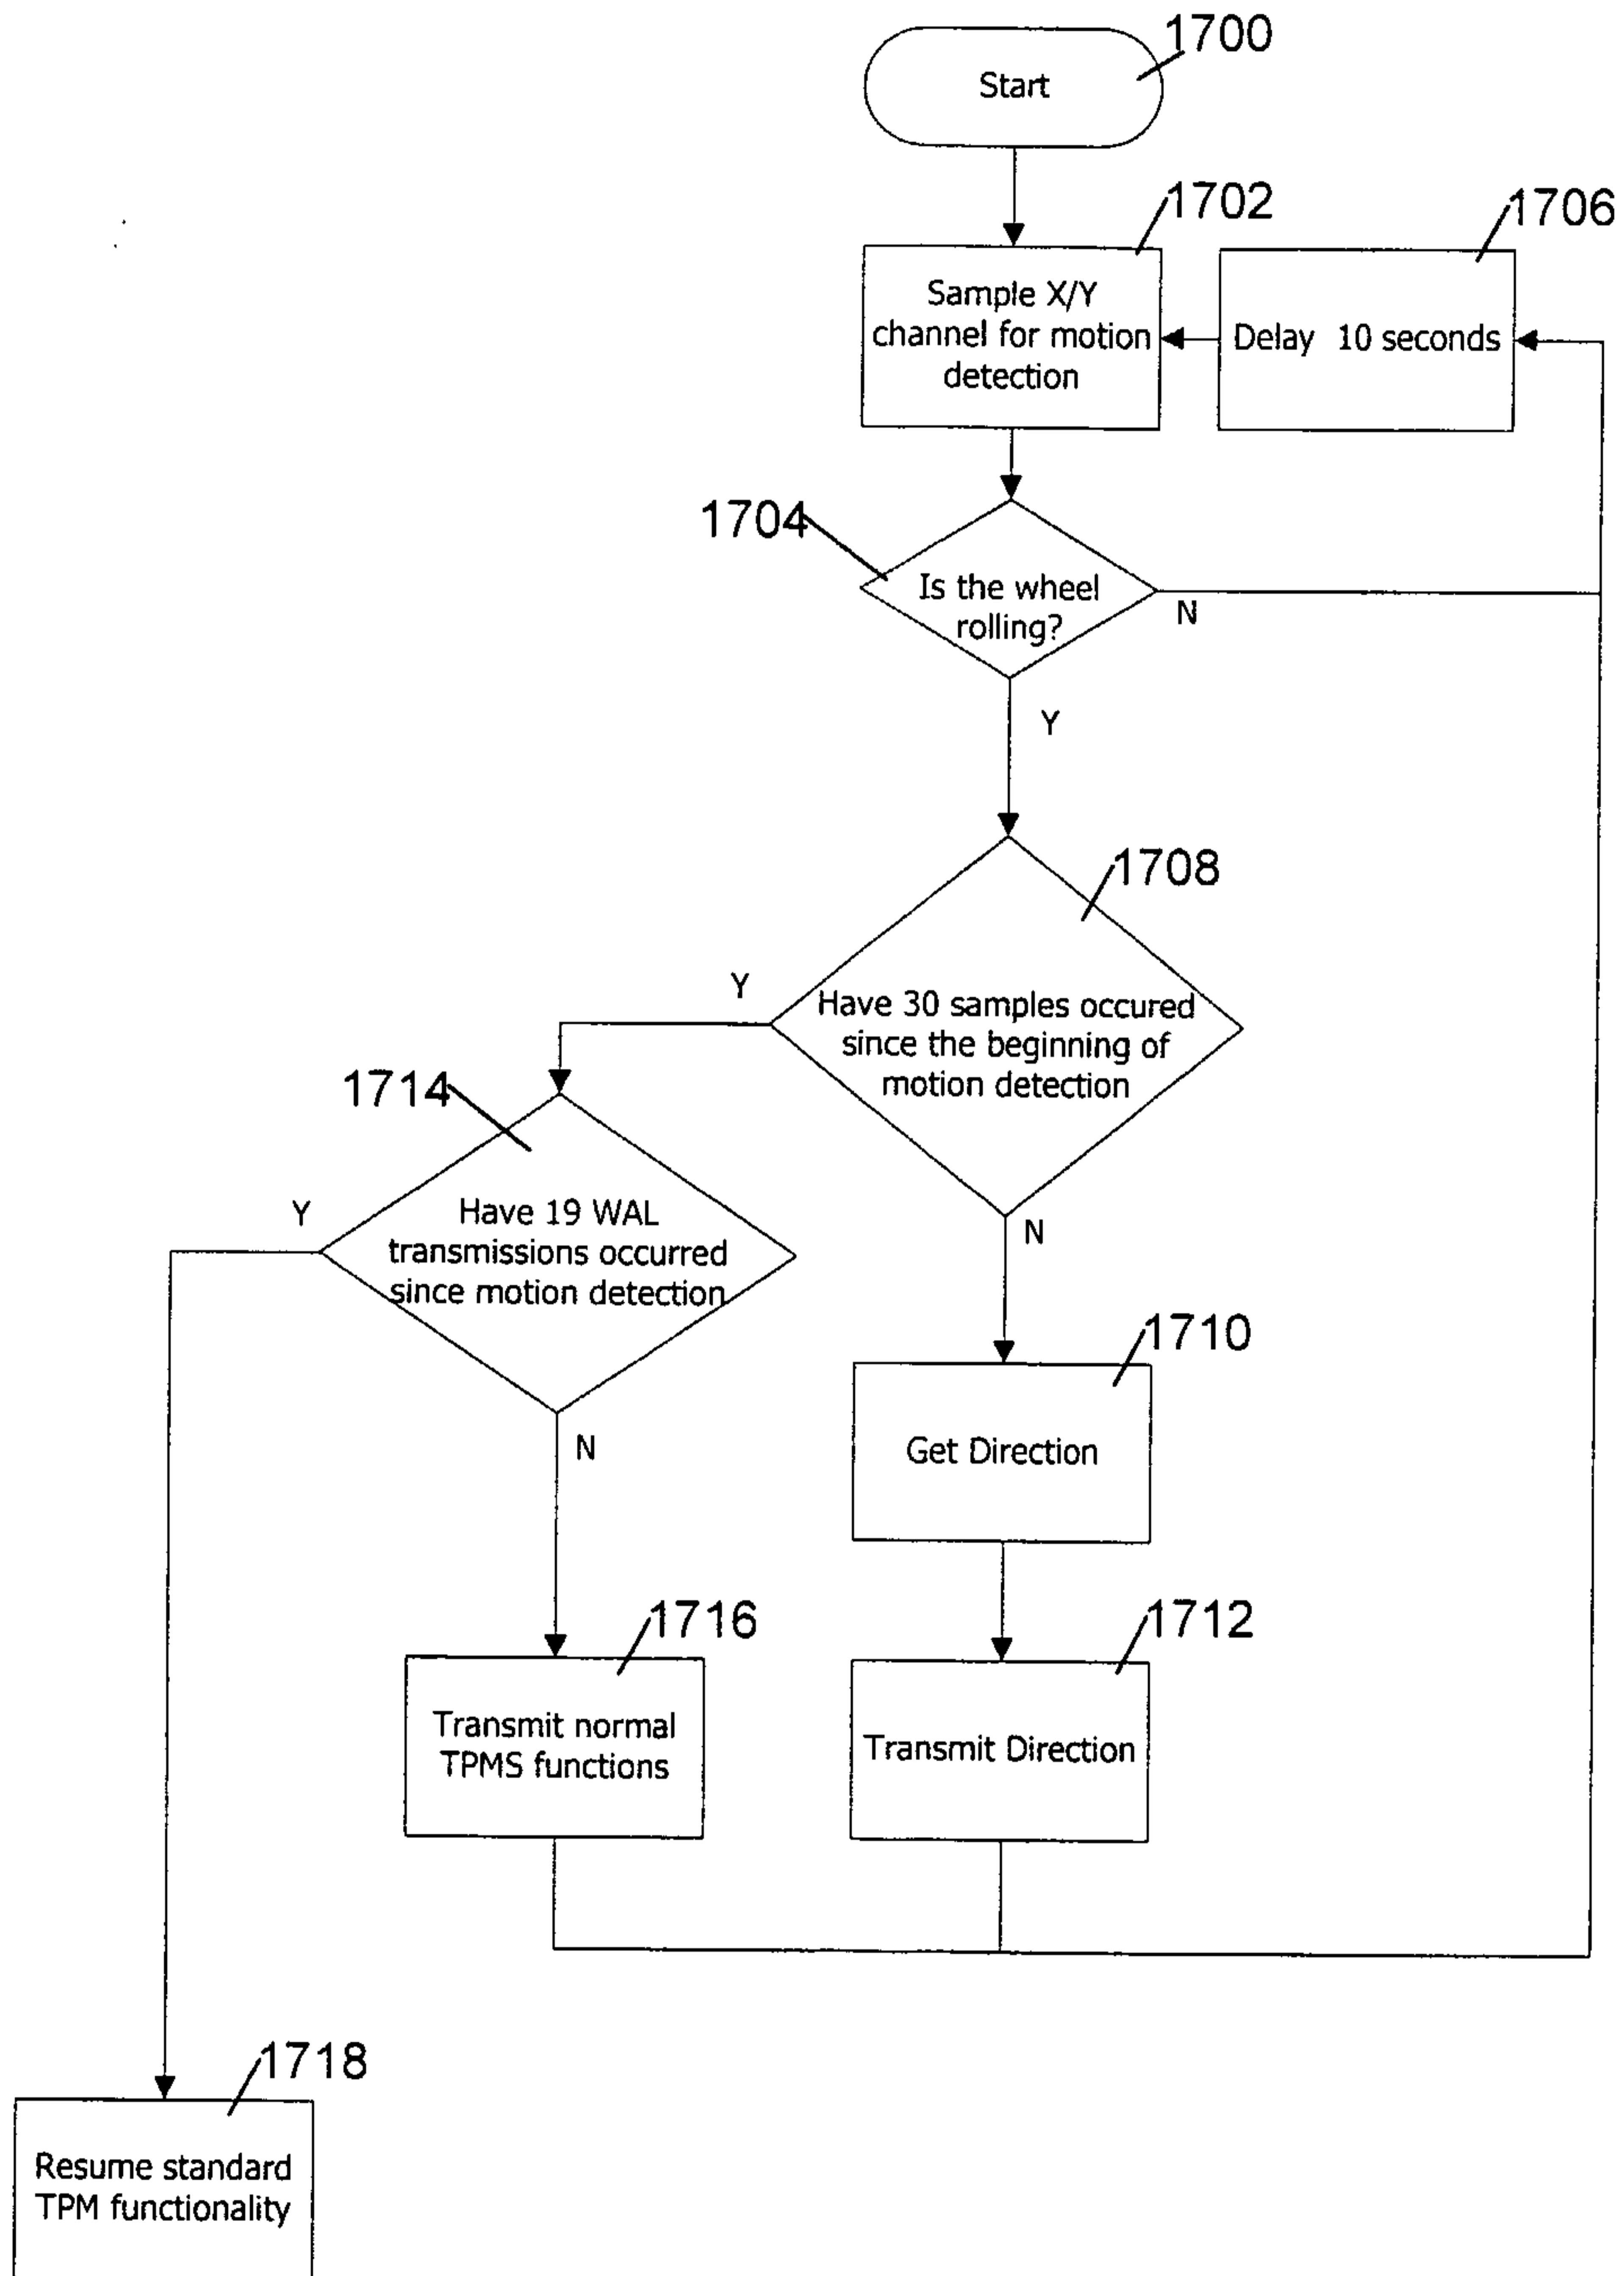 1700
Start
1702
1706
Sample X/Y
channel for motion
detection
Delay 10 seconds
1704
Is the wheel
rolling?
N
Y
1708
Y
Have 30 samples occured
since the beginning of
motion detection
1714
Y
Have 19 WAL
transmissions occurred
since motion detection
N
1710
N
Get Direction
1716
1712
Transmit normal
TPMS functions
Transmit Direction
1718
Resume standard
TPM functionality